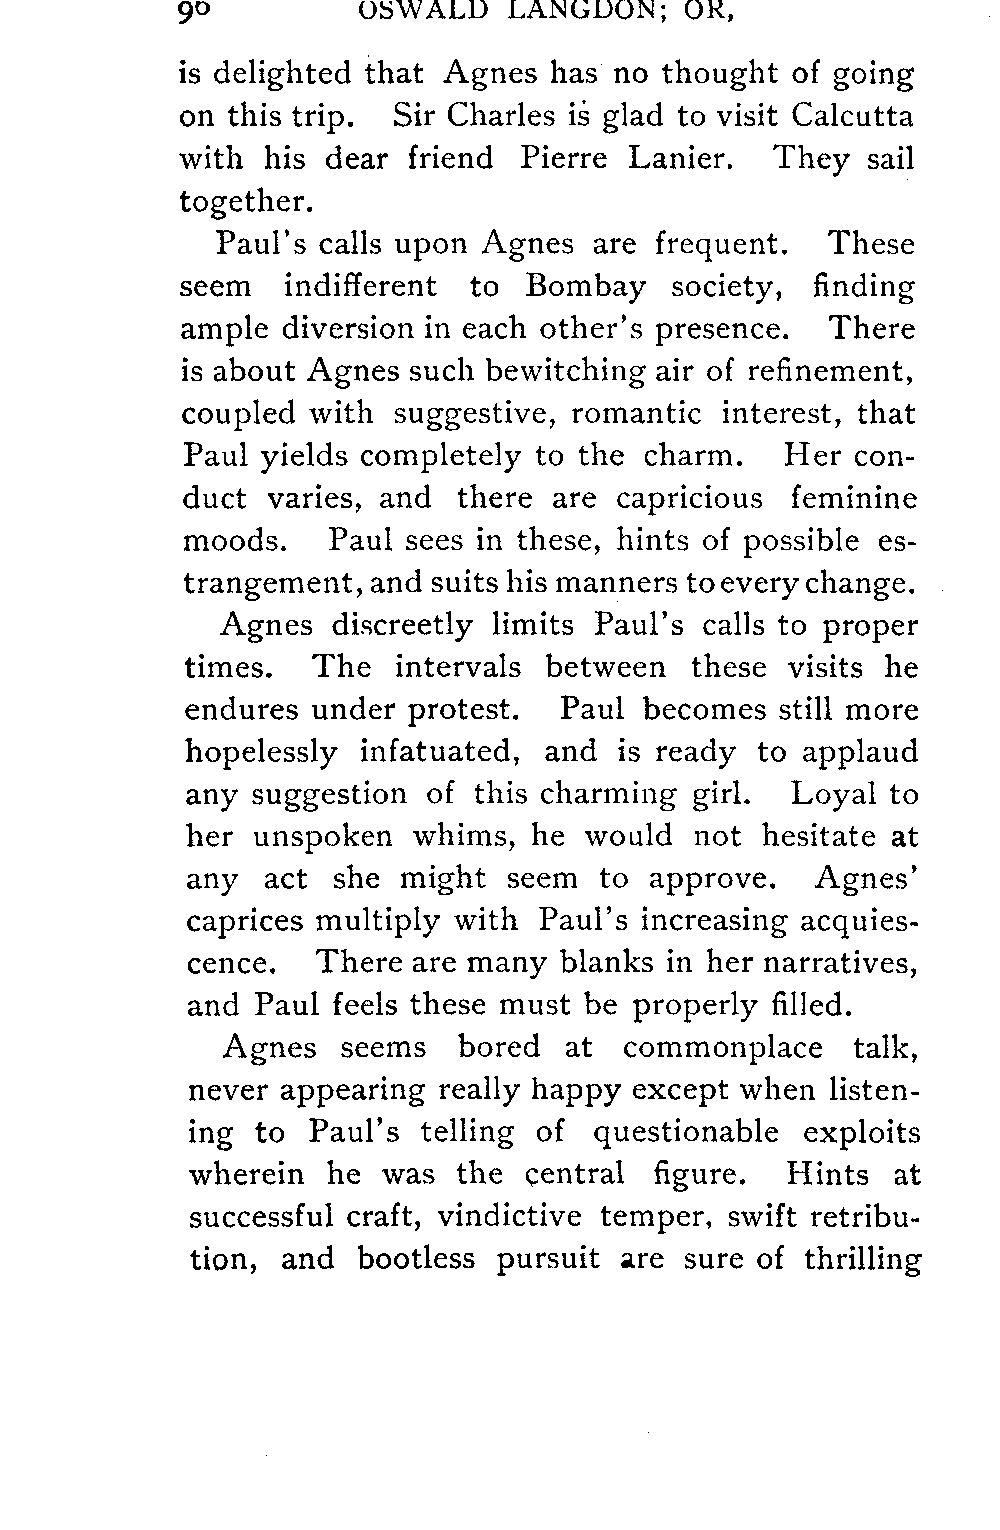 90 OSWALD LANGDON; OR,
is delighted that Agnes has no thought of going
on this trip. Sir Charles is glad to visit Calcutta
with his dear friend Pierre Lanier. They sail
together.
Paul's calls upon Agnes are frequent. These
seem indifferent to Bombay society, finding
ample diversion in each other's presence. There
is about Agnes such bewitching air of refinement,
coupled with suggestive, romantic interest, that
Paul yields completely to the charm. Her con-
duct varies, and there are capricious feminine
moods. Paul sees in these, hints of possible es-
trangement, and suits his manners to every change.
Agnes discreetly limits Paul's calls to proper
times. The intervals between these visits he
endures under protest. Paul becomes still more
hopelessly infatuated, and is ready to applaud
any suggestion of this charming girl. Loyal to
her unspoken whims, he would not hesitate at
any act she might seem to approve. Agnes'
caprices multiply with Paul's increasing acquies-
cence. There are many blanks in her narratives,
and Paul feels these must be properly filled.
Agnes seems bored at commonplace talk,
never appearing really happy except when listen-
ing to Paul's telling of questionable exploits
wherein he was the central figure. Hints at
successful craft, vindictive temper, swift retribu-
tion, and bootless pursuit are sure of thrilling